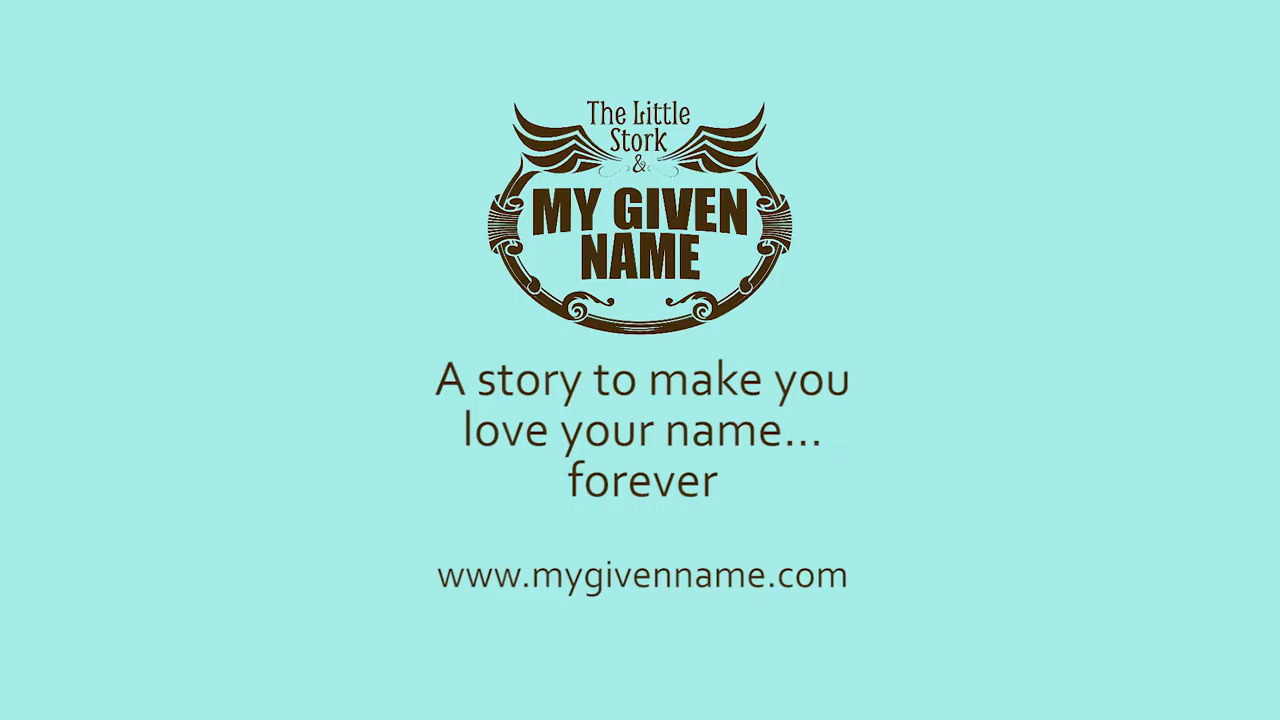 The Little
Stork
&
MY GIVEN
NAME
A story to make you
love your name...
forever
www.mygivenname.com